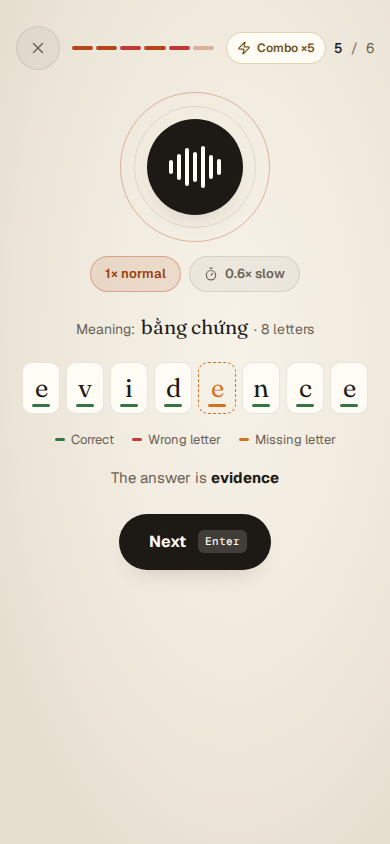 Combo ×5 5 / 6
1× normal 0.6× slow
Meaning: bằng chứng · 8 letters
e v i d e n c e
Correct Wrong letter Missing letter
The answer is evidence
Next Enter